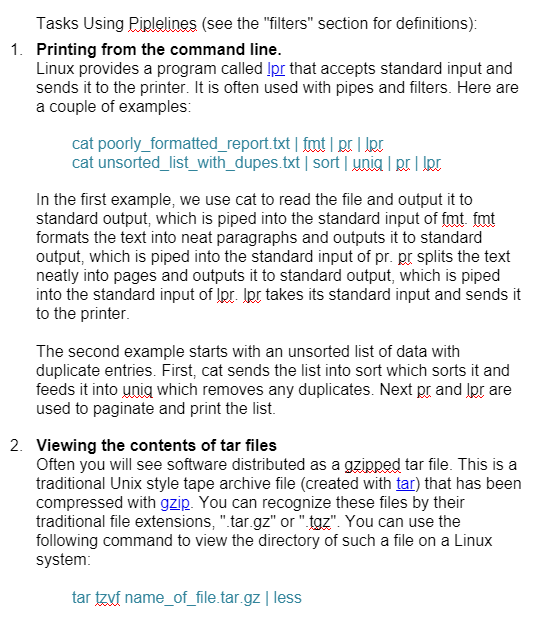 Tasks Using Piplelines (see the "filters" section for definitions):
1. Printing from the command line.
Linux provides a program called lpr that accepts standard input and
sends it to the printer. It is often used with pipes and filters. Here are
a couple of examples:
cat poorly_formatted_report.txt | fmt | pr | lpr
cat unsorted_list_with_dupes.txt | sort | uniq | pr | lpr
In the first example, we use cat to read the file and output it to
standard output, which is piped into the standard input of fmt. fmt
formats the text into neat paragraphs and outputs it to standard
output, which is piped into the standard input of pr. pr splits the text
neatly into pages and outputs it to standard output, which is piped
into the standard input of lpr. lpr takes its standard input and sends it
to the printer.
The second example starts with an unsorted list of data with
duplicate entries. First, cat sends the list into sort which sorts it and
feeds it into uniq which removes any duplicates. Next pr and lpr are
used to paginate and print the list.
2. Viewing the contents of tar files
Often you will see software distributed as a gzipped tar file. This is a
traditional Unix style tape archive file (created with tar) that has been
compressed with gzip. You can recognize these files by their
traditional file extensions, ".tar.gz" or ".tgz". You can use the
following command to view the directory of such a file on a Linux
system:
tar tzvf name_of_file.tar.gz | less